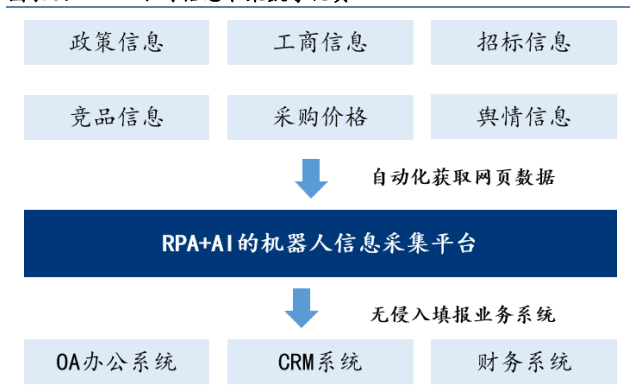 政策信息 工商信息 招标信息
竞品信息 采购价格 舆情信息
自动化获取网页数据
RPA+AI的机器人信息采集平台
无侵入填报业务系统
OA办公系统 CRM系统 财务系统